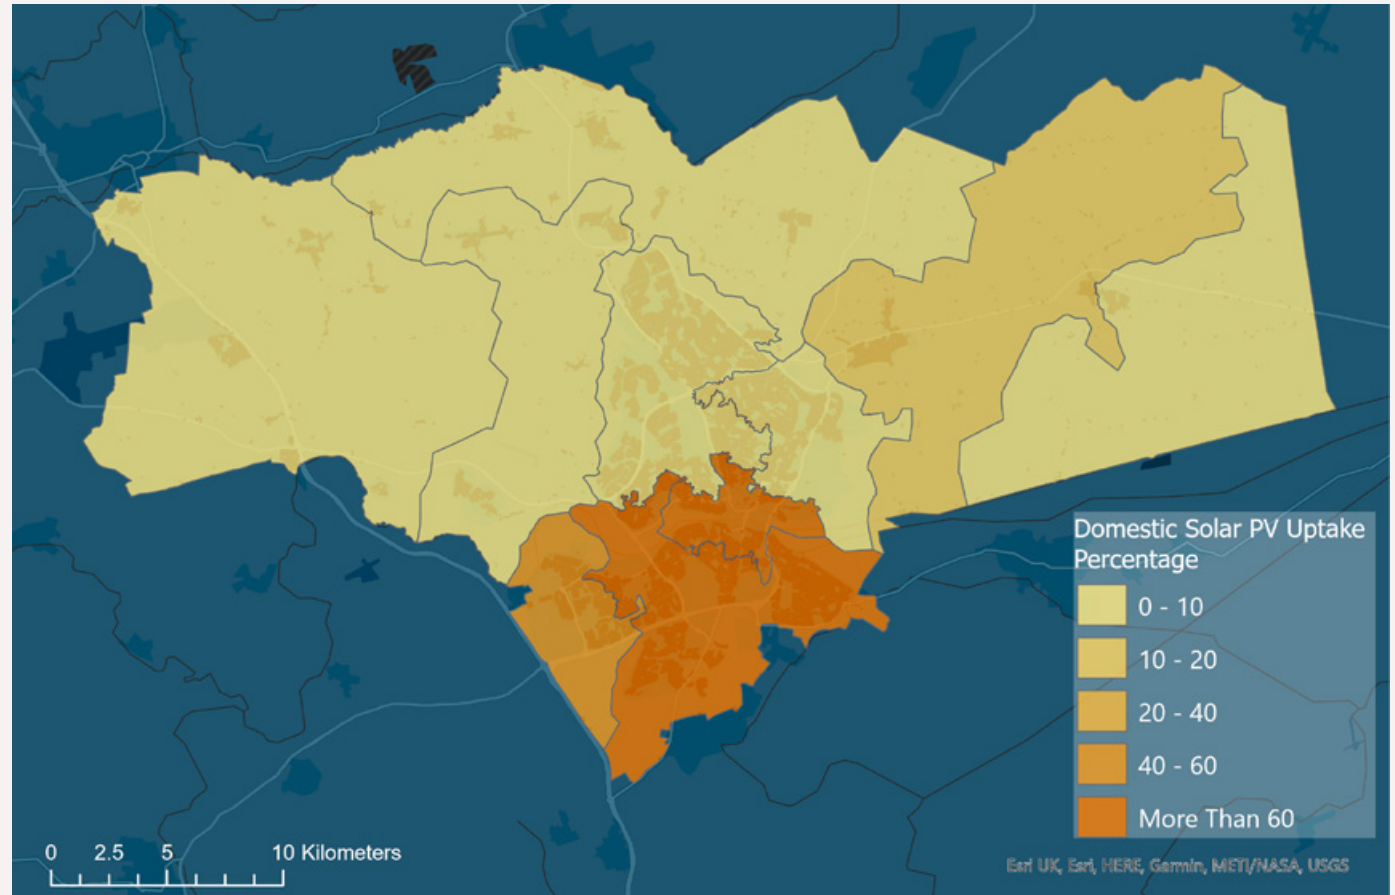 Domestic Solar PV Uptake
Percentage
0 - 10
10 - 20
20 - 40
40 - 60
More Than 60
0 2.5 5 10 Kilometers
Esri UK, Esri, HERE, Garmin, METI/NASA, USGS